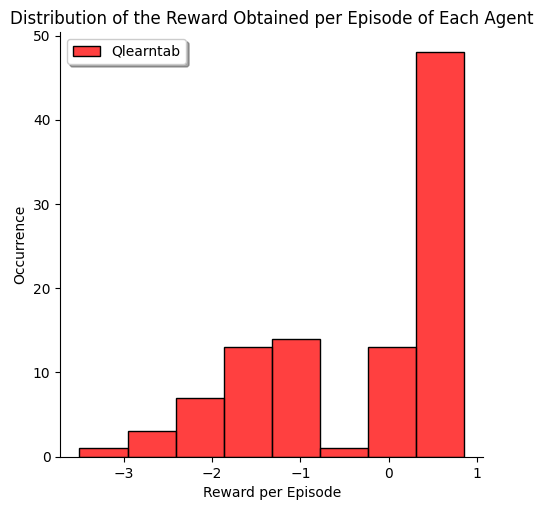 Distribution of the Reward Obtained per Episode of Each Agent
Qlearntab
50
40
30
20
10
0
Occurrence
−3
−2
−1
0
1
Reward per Episode